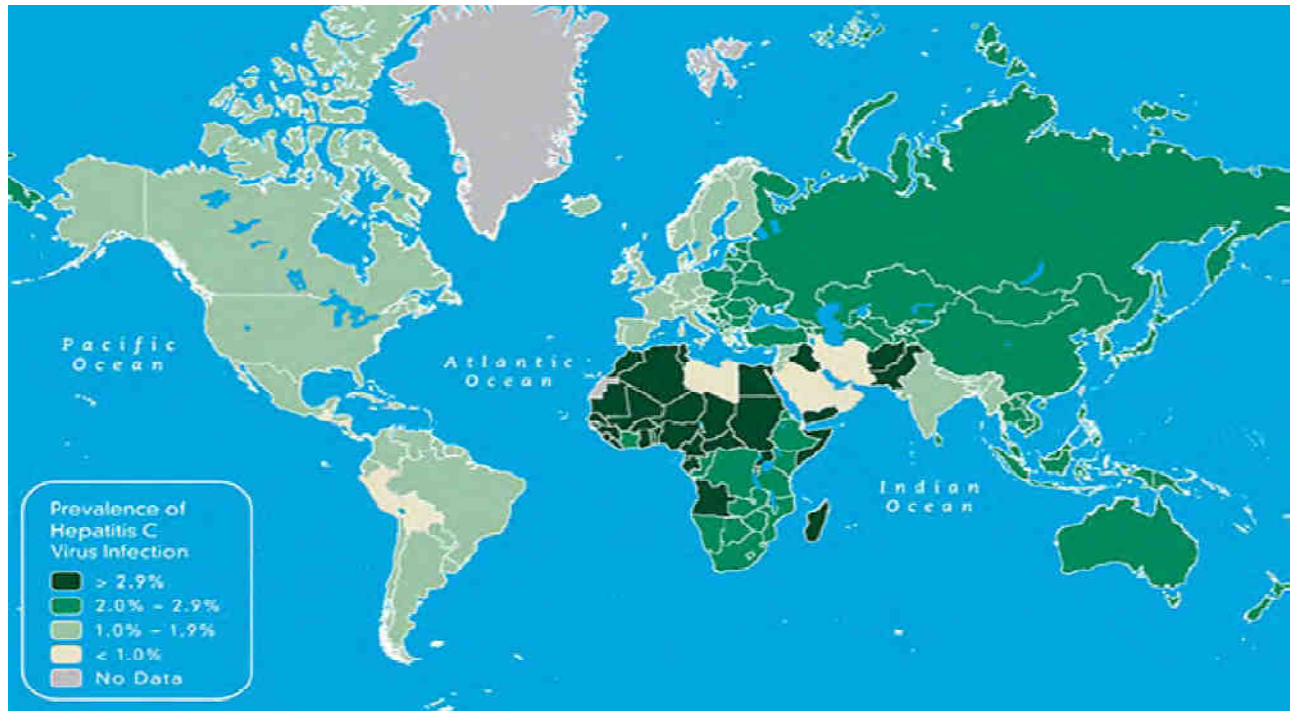 Pacific
Ocean
Atlantic
Ocean
Indian
Ocean
Prevalence of
Hepatitis C
Virus Infection
> 2.9%
2.0% – 2.9%
1.0% – 1.9%
< 1.0%
No Data